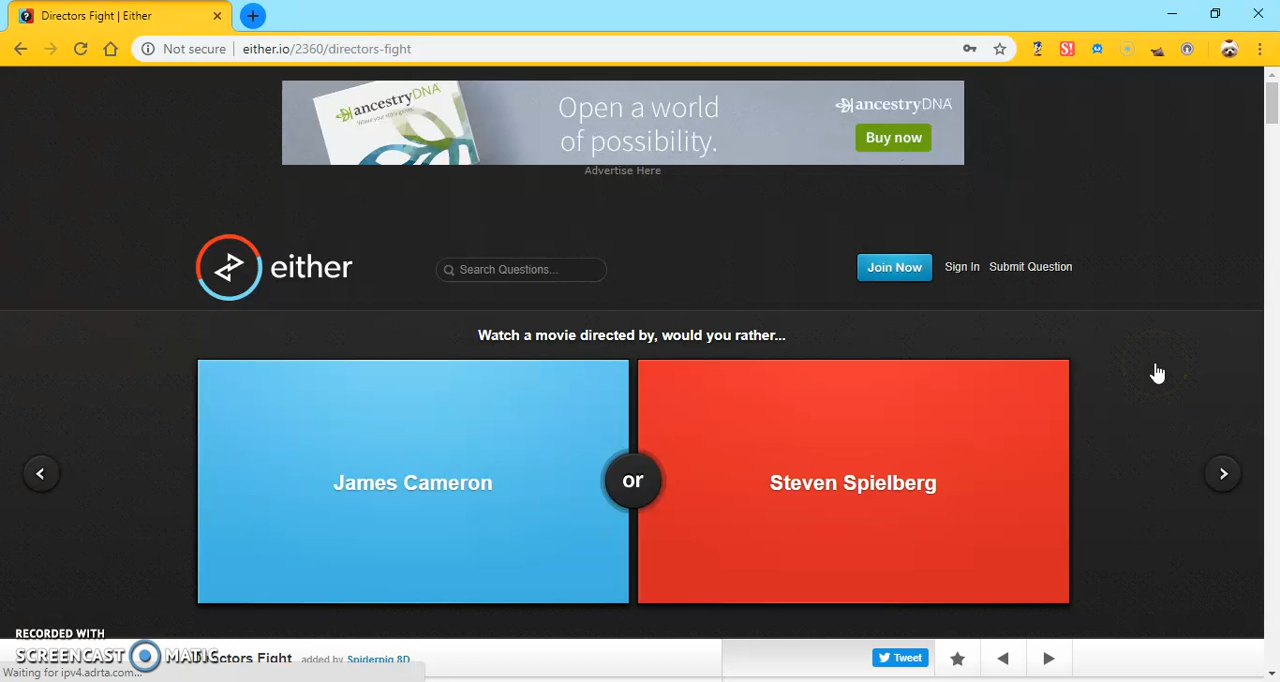 Directors Fight | Either
Not secure
either.io/2360/directors-fight
ancestryDNA
Open a world
of possibility.
ancestryDNA
Buy now
Advertise Here
either
Search Questions...
Join Now
Sign In
Submit Question
Watch a movie directed by, would you rather...
James Cameron
or
Steven Spielberg
RECORDED WITH
SCREENCAST MATIC
Directors Fight added by Spiderpig 8D
Tweet
Waiting for ipv4.adrta.com...